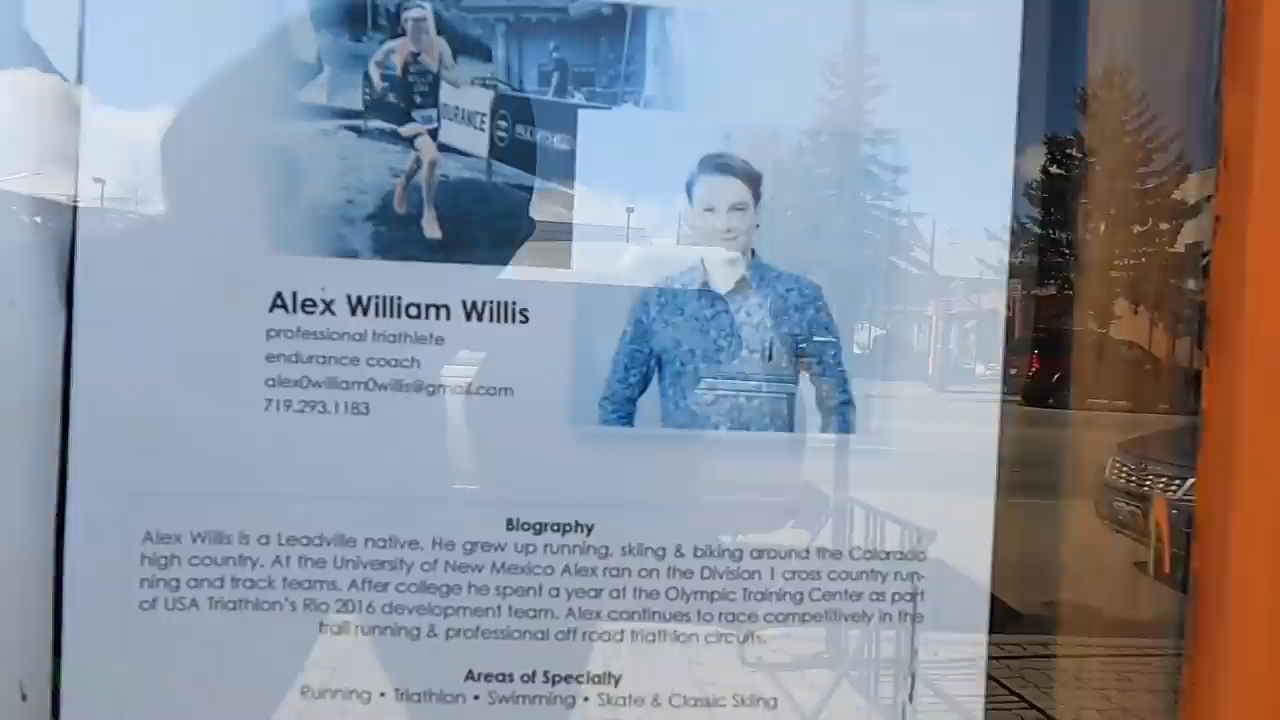 URANCE
Alex William Willis
professional triathlete
endurance coach
alex0william0willis@gmail.com
719.293.1183
Biography
Alex Willis is a Leadville native. He grew up running, skiing & biking around the Colorado
high country. At the University of New Mexico Alex ran on the Division 1 cross country run-
ning and track teams. After college he spent a year at the Olympic Training Center as part
of USA Triathlon's Rio 2016 development team. Alex continues to race competitively in the
trail running & professional off road triathlon circuits.
Areas of Specialty
Running • Triathlon • Swimming • Skate & Classic Skiing